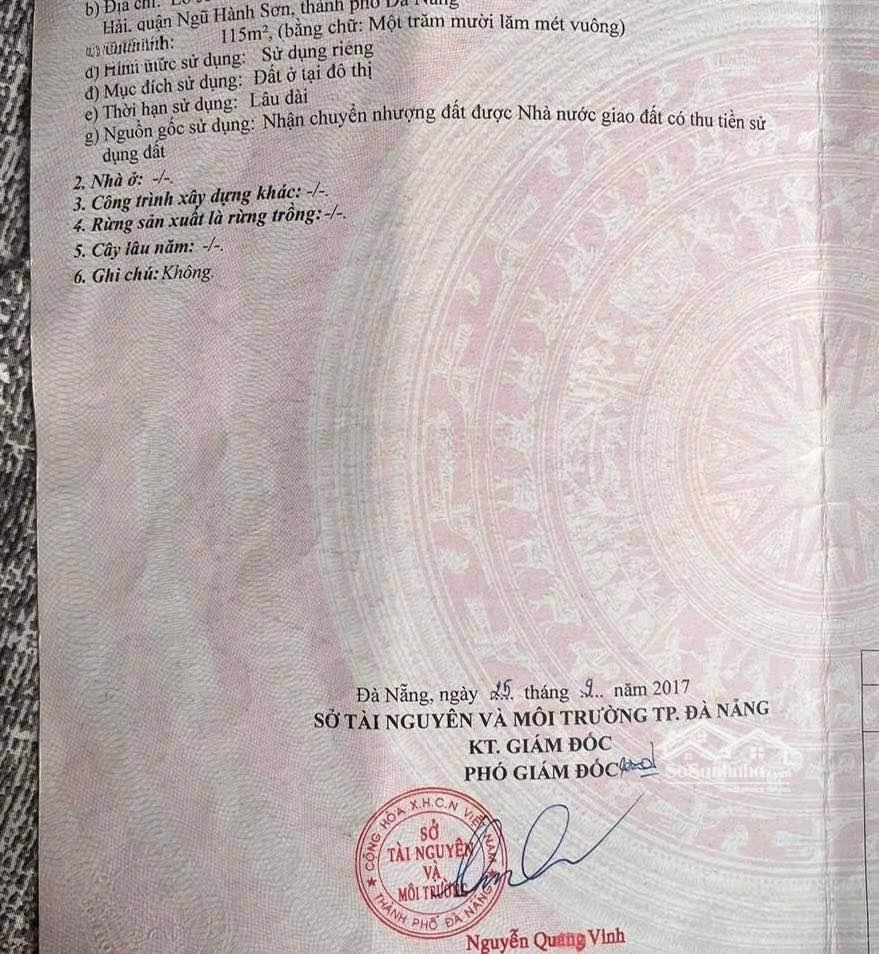 b) Địa chỉ:
Hải, quận Ngũ Hành Sơn, thành phố Đà Nẵng
115m², (bằng chữ: Một trăm mười lăm mét vuông)
d) Hình thức sử dụng: Sử dụng riêng
đ) Mục đích sử dụng: Đất ở tại đô thị
e) Thời hạn sử dụng: Lâu dài
g) Nguồn gốc sử dụng: Nhận chuyển nhượng đất được Nhà nước giao đất có thu tiền sử
dụng đất
2. Nhà ở: -/-.
3. Công trình xây dựng khác: -/-.
4. Rừng sản xuất là rừng trồng: -/-.
5. Cây lâu năm: -/-.
6. Ghi chú: Không.
Đà Nẵng, ngày 25 tháng 9 năm 2017
SỞ TÀI NGUYÊN VÀ MÔI TRƯỜNG TP. ĐÀ NẴNG
KT. GIÁM ĐỐC
PHÓ GIÁM ĐỐC
CỘNG HÒA X.H.C.N VIỆT NAM
SỞ
TÀI NGUYÊN
VÀ
MÔI TRƯỜNG
THÀNH PHỐ ĐÀ NẴNG
Nguyễn Quang Vinh